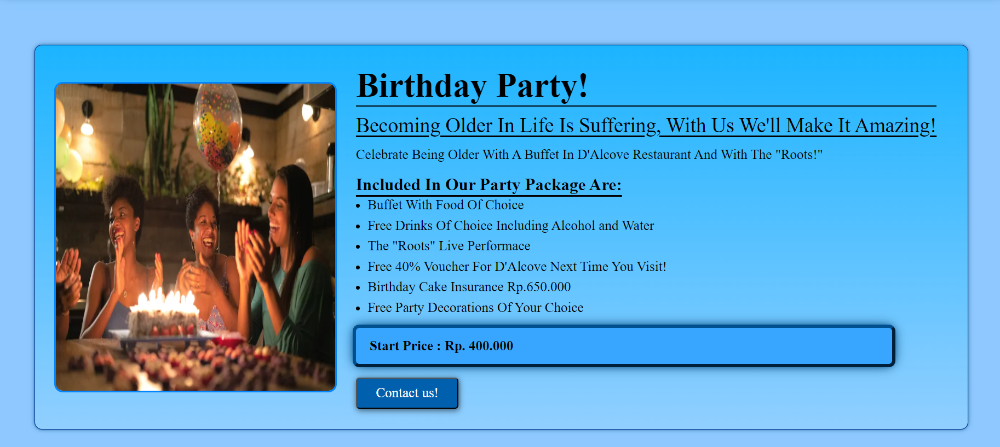 Birthday Party!
Becoming Older In Life Is Suffering, With Us We'll Make It Amazing!
Celebrate Being Older With A Buffet In D'Alcove Restaurant And With The "Roots!"
Included In Our Party Package Are:
Buffet With Food Of Choice
Free Drinks Of Choice Including Alcohol and Water
The "Roots" Live Performace
Free 40% Voucher For D'Alcove Next Time You Visit!
Birthday Cake Insurance Rp.650.000
Free Party Decorations Of Your Choice
Start Price : Rp. 400.000
Contact us!